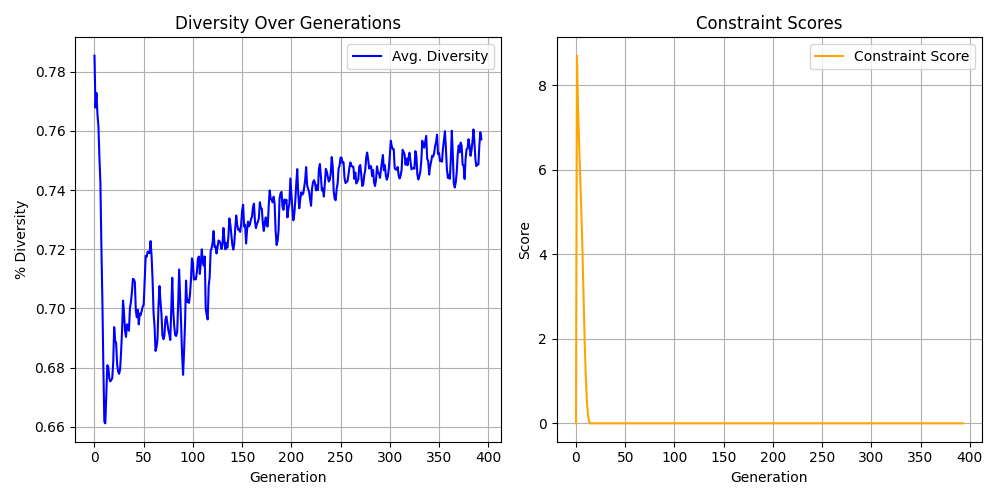 Diversity Over Generations
Avg. Diversity
% Diversity
0.78
0.76
0.74
0.72
0.70
0.68
0.66
0 50 100 150 200 250 300 350 400
Generation
Constraint Scores
Constraint Score
Score
8
6
4
2
0
0 50 100 150 200 250 300 350 400
Generation